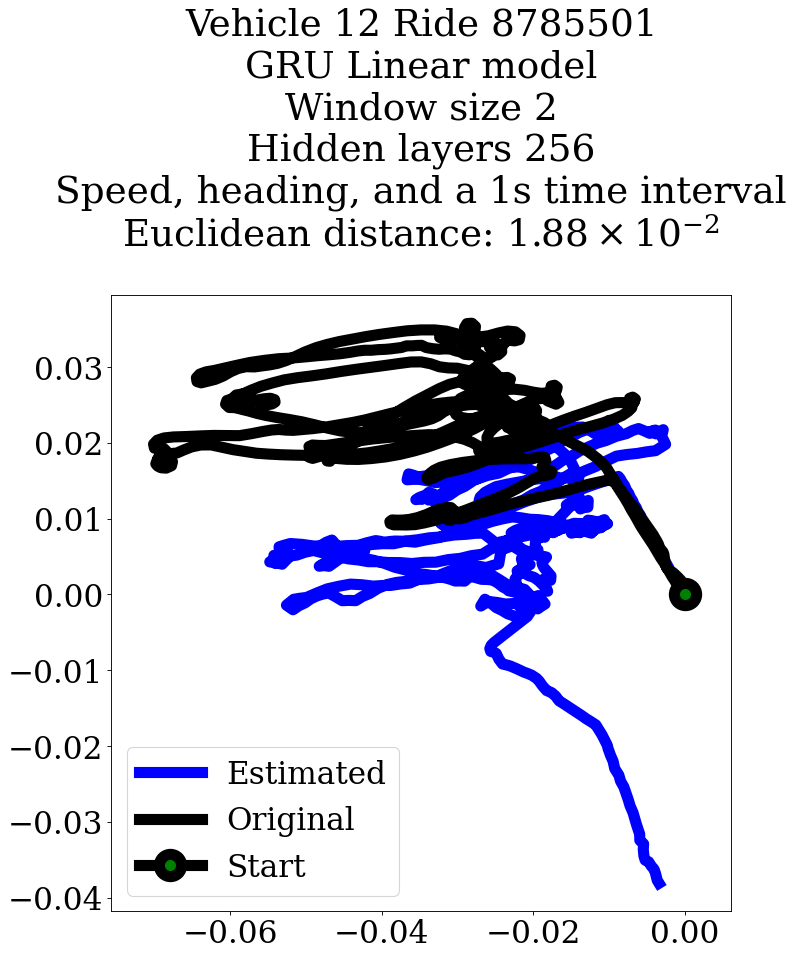 Vehicle 12 Ride 8785501
GRU Linear model
Window size 2
Hidden layers 256
Speed, heading, and a 1s time interval
Euclidean distance: 1.88 × 10⁻²
0.03
0.02
0.01
0.00
−0.01
−0.02
−0.03
−0.04
Estimated
Original
Start
−0.06 −0.04 −0.02 0.00